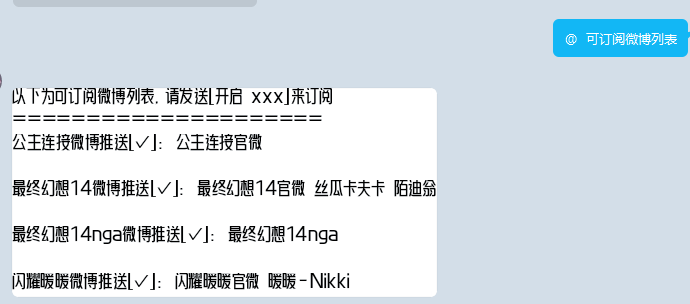 @ 可订阅微博列表
以下为可订阅微博列表, 请发送[开启 xxx]来订阅
=====================
公主连接微博推送[✓]: 公主连接官微
最终幻想14微博推送[✓]: 最终幻想14官微 丝瓜卡夫卡 陌迪翁
最终幻想14nga微博推送[✓]: 最终幻想14nga
闪耀暖暖微博推送[✓]: 闪耀暖暖官微 暖暖-Nikki